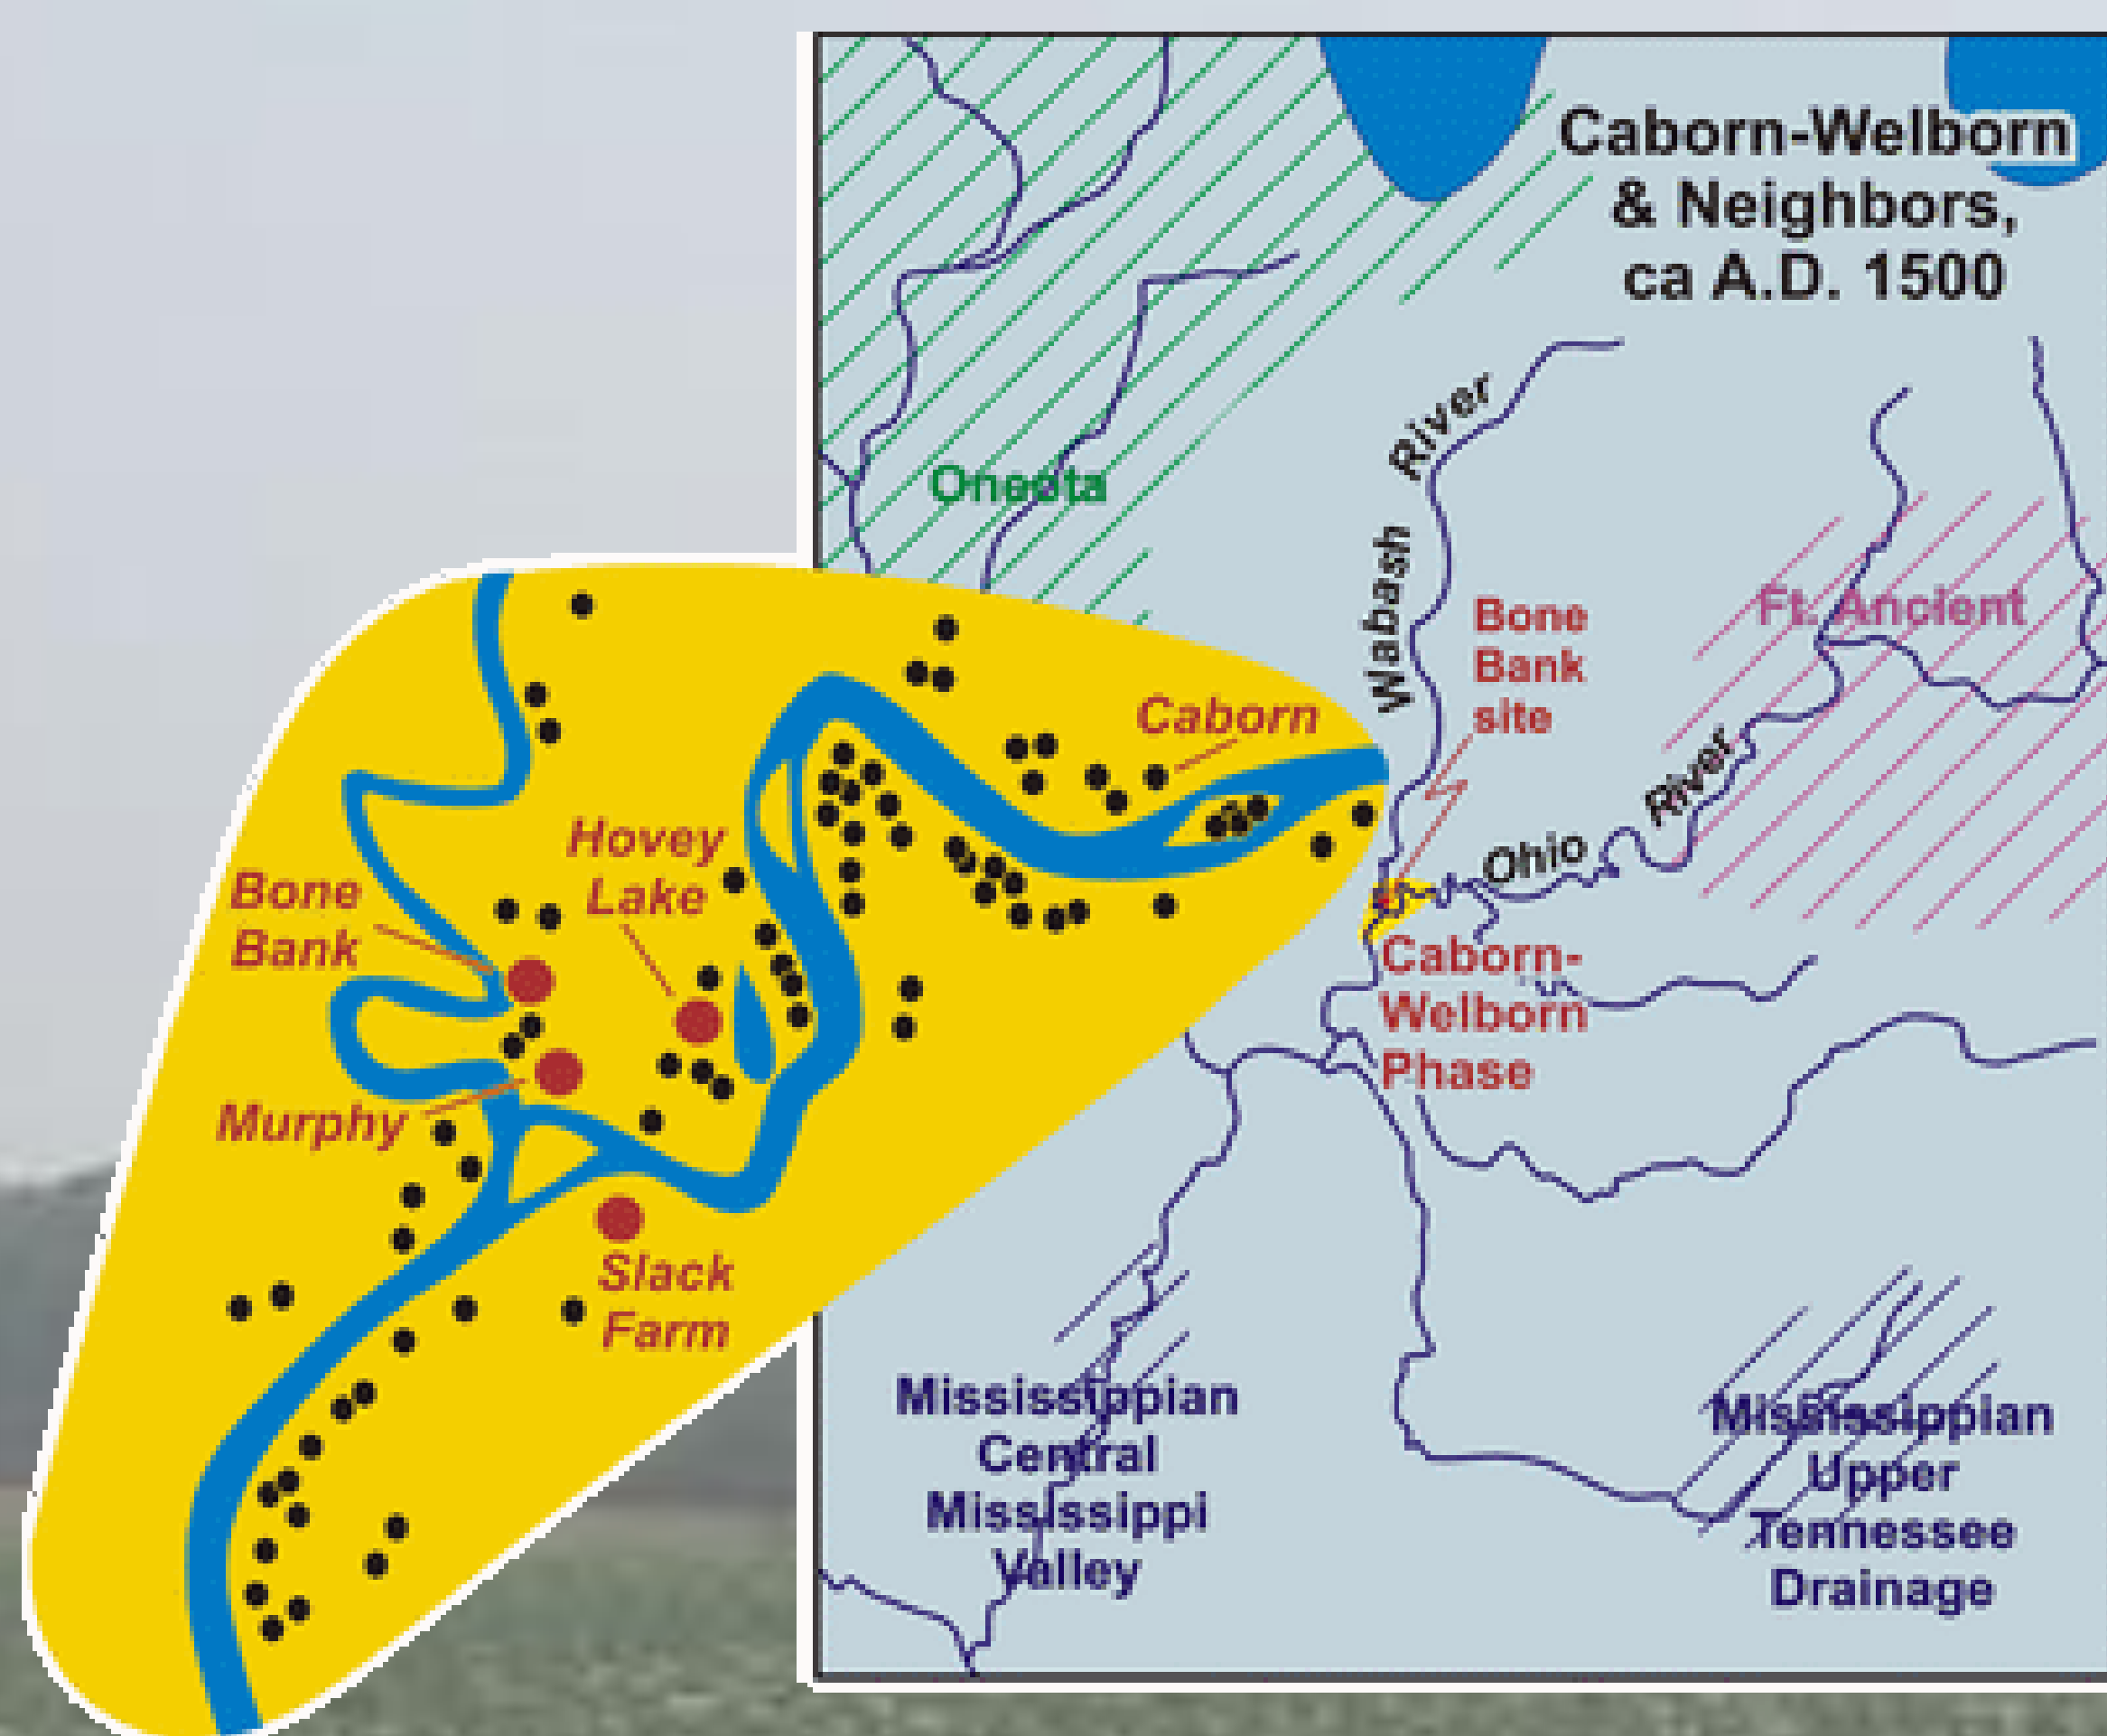 Caborn-Welborn
& Neighbors,
ca A.D. 1500
River
Wabash
Oneota
Bone
Bank
site
Ft. Ancient
River
Ohio
Caborn
Hovey
Lake
Bone
Bank
Murphy
Slack
Farm
Caborn-
Welborn
Phase
Mississippian
Central
Mississippi
Valley
Mississippian
Upper
Tennessee
Drainage